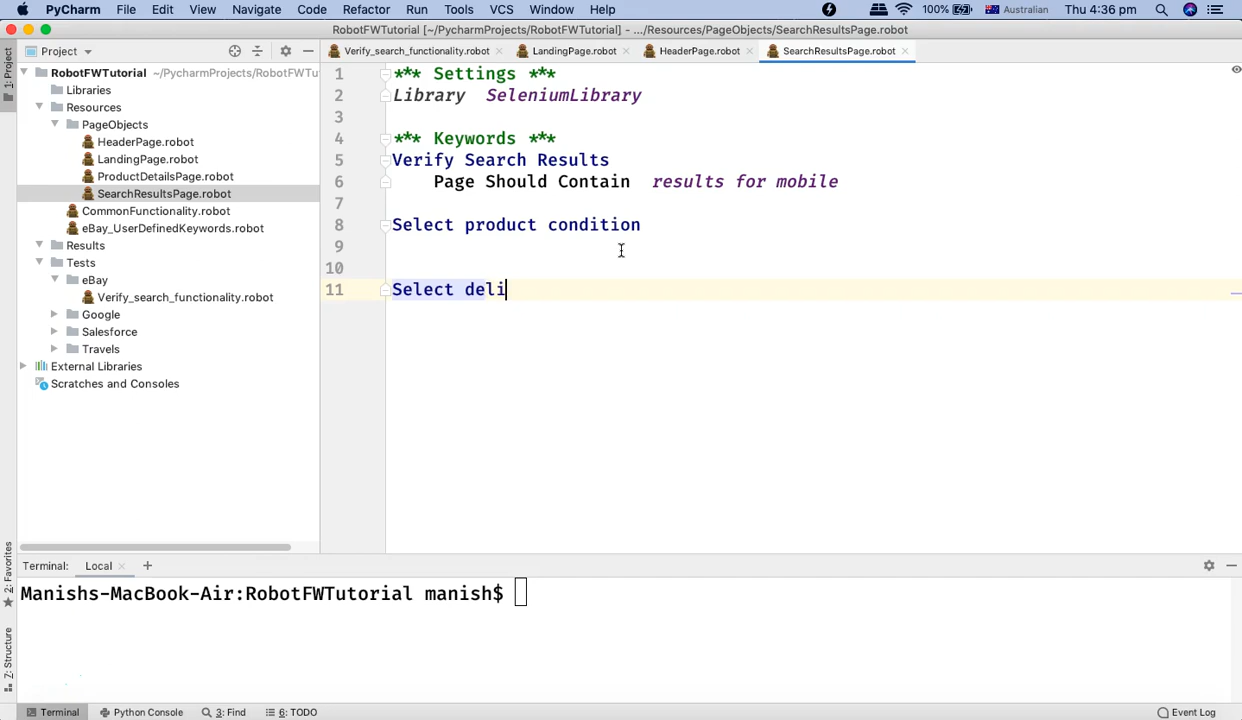 PyCharm File Edit View Navigate Code Refactor Run Tools VCS Window Help 100% Australian Thu 4:36 pm
RobotFWTutorial [~/PycharmProjects/RobotFWTutorial] - .../Resources/PageObjects/SearchResultsPage.robot
Project Verify_search_functionality.robot LandingPage.robot HeaderPage.robot SearchResultsPage.robot
1: Project
RobotFWTutorial ~/PycharmProjects/RobotFWTu
Libraries
Resources
PageObjects
HeaderPage.robot
LandingPage.robot
ProductDetailsPage.robot
SearchResultsPage.robot
CommonFunctionality.robot
eBay_UserDefinedKeywords.robot
Results
Tests
eBay
Verify_search_functionality.robot
Google
Salesforce
Travels
External Libraries
Scratches and Consoles
1 *** Settings ***
2 Library SeleniumLibrary
3
4 *** Keywords ***
5 Verify Search Results
6 Page Should Contain results for mobile
7
8 Select product condition
9
10
11 Select deli
2: Favorites
7: Structure
Terminal: Local +
Manishs-MacBook-Air:RobotFWTutorial manish$
Terminal Python Console 3: Find 6: TODO Event Log